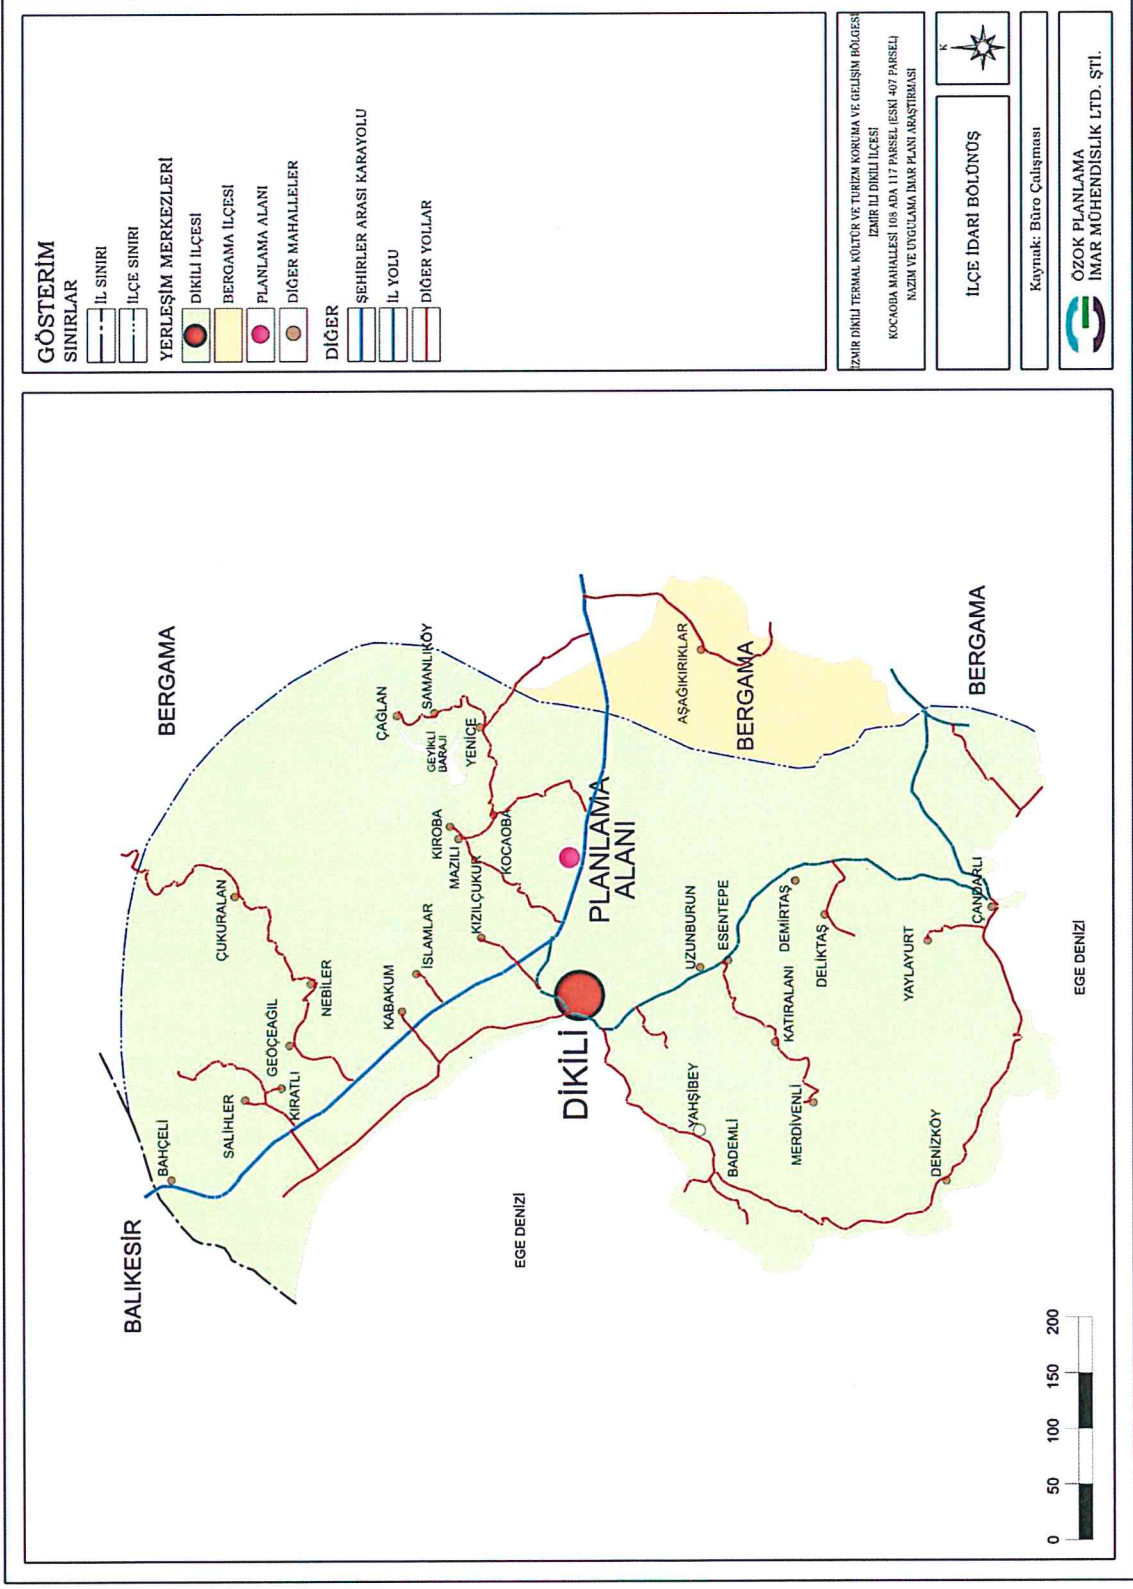 GÖSTERİM
SINIRLAR
İL SINIRI
İLÇE SINIRI
YERLEŞİM MERKEZLERİ
DİKİLİ İLÇESİ
BERGAMA İLÇESİ
PLANLAMA ALANI
DİĞER MAHALLELER
DİĞER
ŞEHİRLER ARASI KARAYOLU
İL YOLU
DİĞER YOLLAR
İZMİR DİKİLİ TERMAL KÜLTÜR VE TURİZM KORUMA VE GELİŞİM BÖLGESİ
İZMİR İLİ DİKİLİ İLÇESİ
KOCAOBA MAHALLESİ 108 ADA 117 PARSEL (ESKİ 407 PARSEL)
NAZIM VE UYGULAMA İMAR PLANI ARAŞTIRMASI
K
İLÇE İDARİ BÖLÜNÜŞ
Kaynak: Büro Çalışması
ÖZOK PLANLAMA
İMAR MÜHENDİSLİK LTD. ŞTİ.
BALIKESİR
BERGAMA
BAHÇELİ
SALİHLER
KIRATLI
GEÖÇEAĞIL
NEBİLER
ÇUKURALAN
KABAKUM
İSLAMLAR
KIZILÇUKUR
MAZILI
KIROBA
KOCAOBA
ÇAĞLAN
SAMANLIKÖY
GEYİKLİ
BARAJI
YENİCE
PLANLAMA
ALANI
DİKİLİ
EGE DENİZİ
AŞAĞIKIRIKLAR
BERGAMA
BERGAMA
UZUNBURUN
ESENTEPE
DEMİRTAŞ
DELİKTAŞ
KATIRALANI
MERDİVENLİ
YAHŞİBEY
BADEMLİ
DENİZKÖY
YAYLAYURT
ÇANDARLI
EGE DENİZİ
0 50 100 150 200